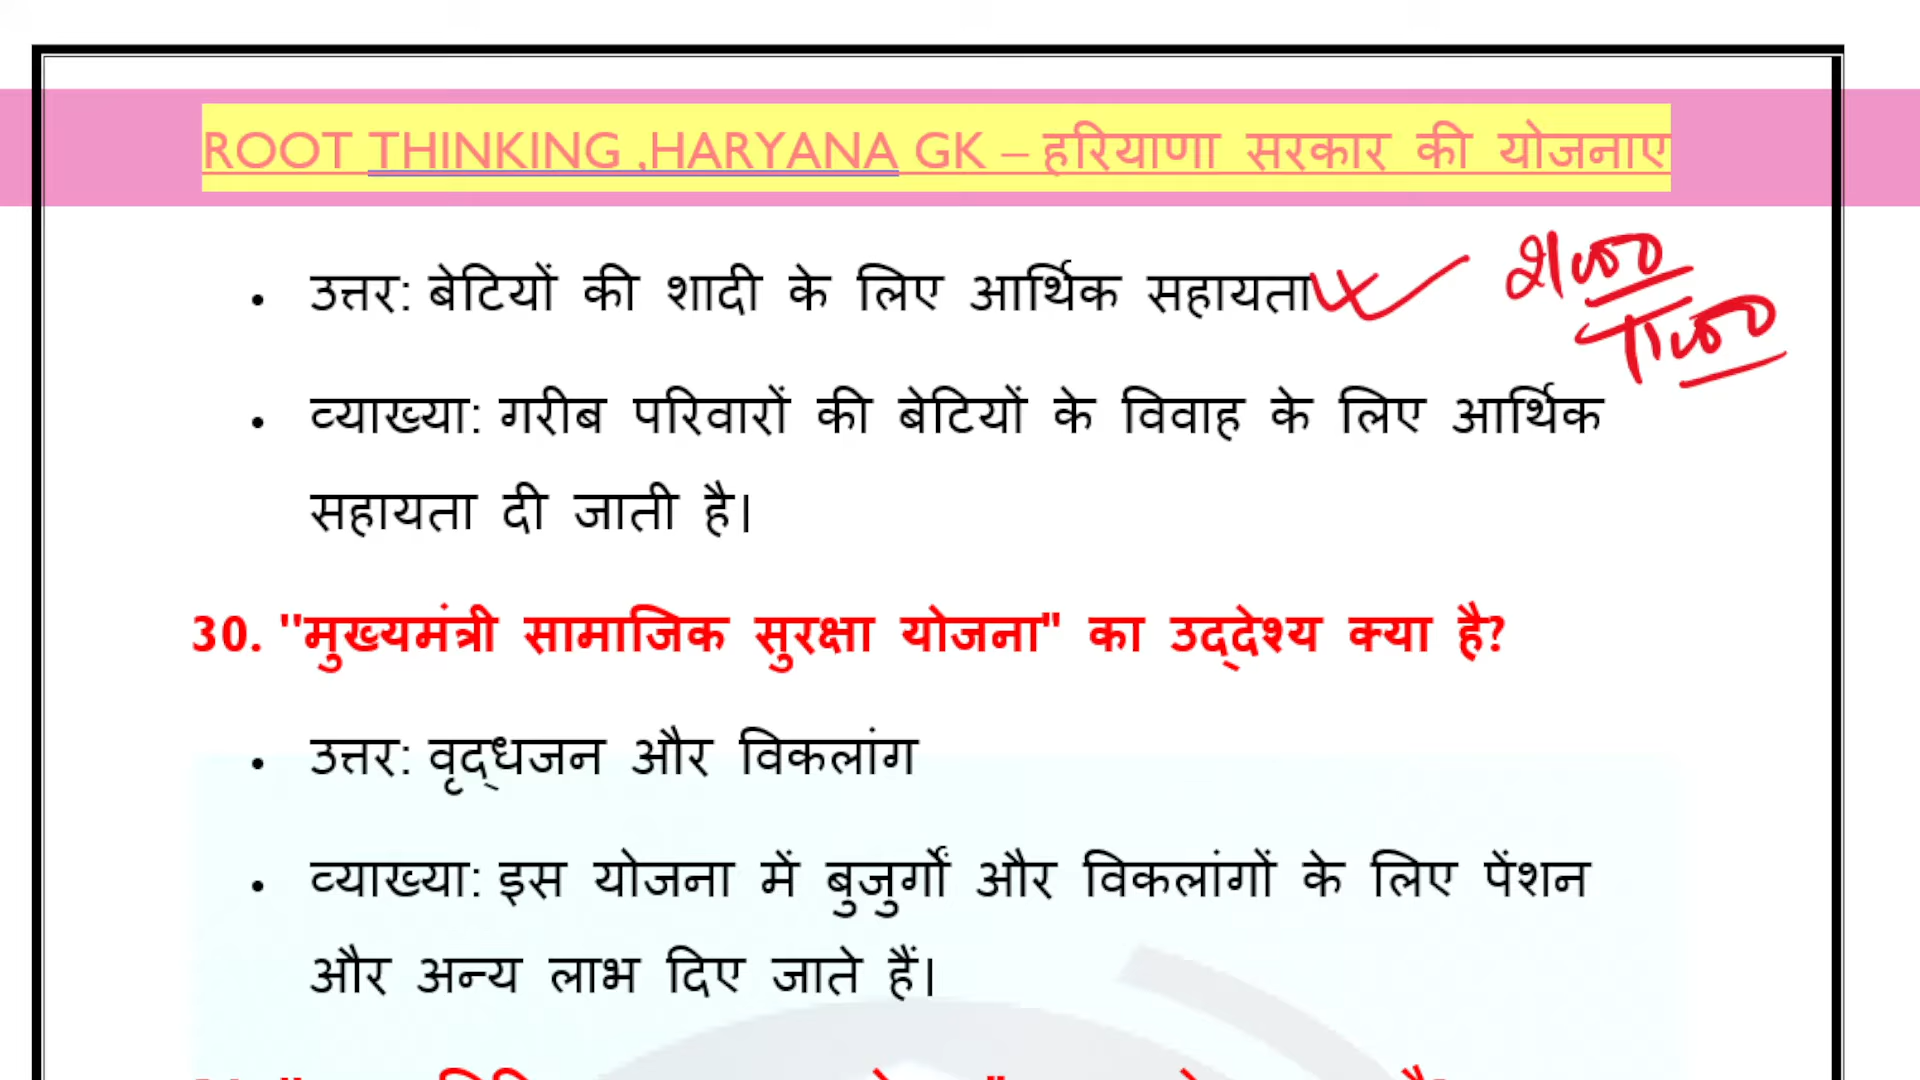 ROOT THINKING ,HARYANA GK – हरियाणा सरकार की योजनाए
• उत्तर: बेटियों की शादी के लिए आर्थिक सहायता
• व्याख्या: गरीब परिवारों की बेटियों के विवाह के लिए आर्थिक
सहायता दी जाती है।
30. "मुख्यमंत्री सामाजिक सुरक्षा योजना" का उद्देश्य क्या है?
• उत्तर: वृद्धजन और विकलांग
• व्याख्या: इस योजना में बुजुर्गों और विकलांगों के लिए पेंशन
और अन्य लाभ दिए जाते हैं।